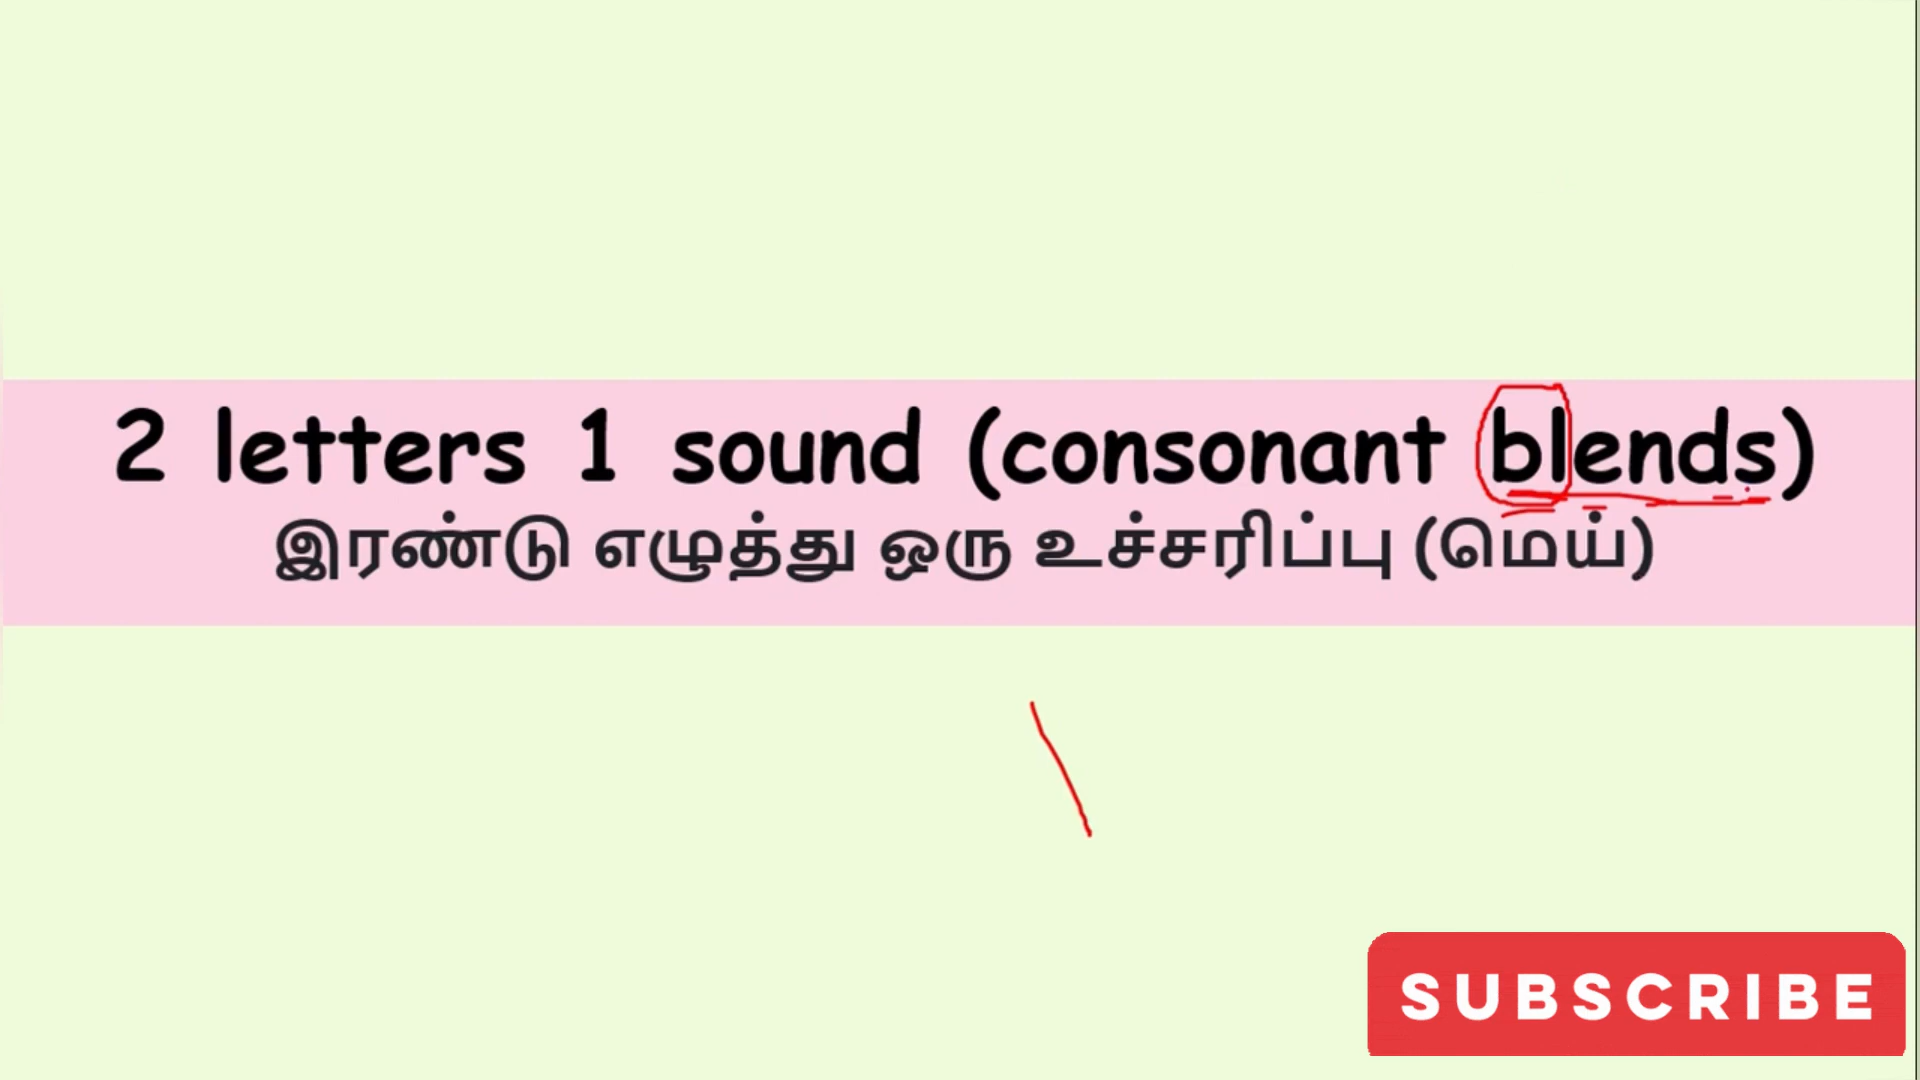 2 letters 1 sound (consonant blends)
இரண்டு எழுத்து ஒரு உச்சரிப்பு (மெய்)
SUBSCRIBE